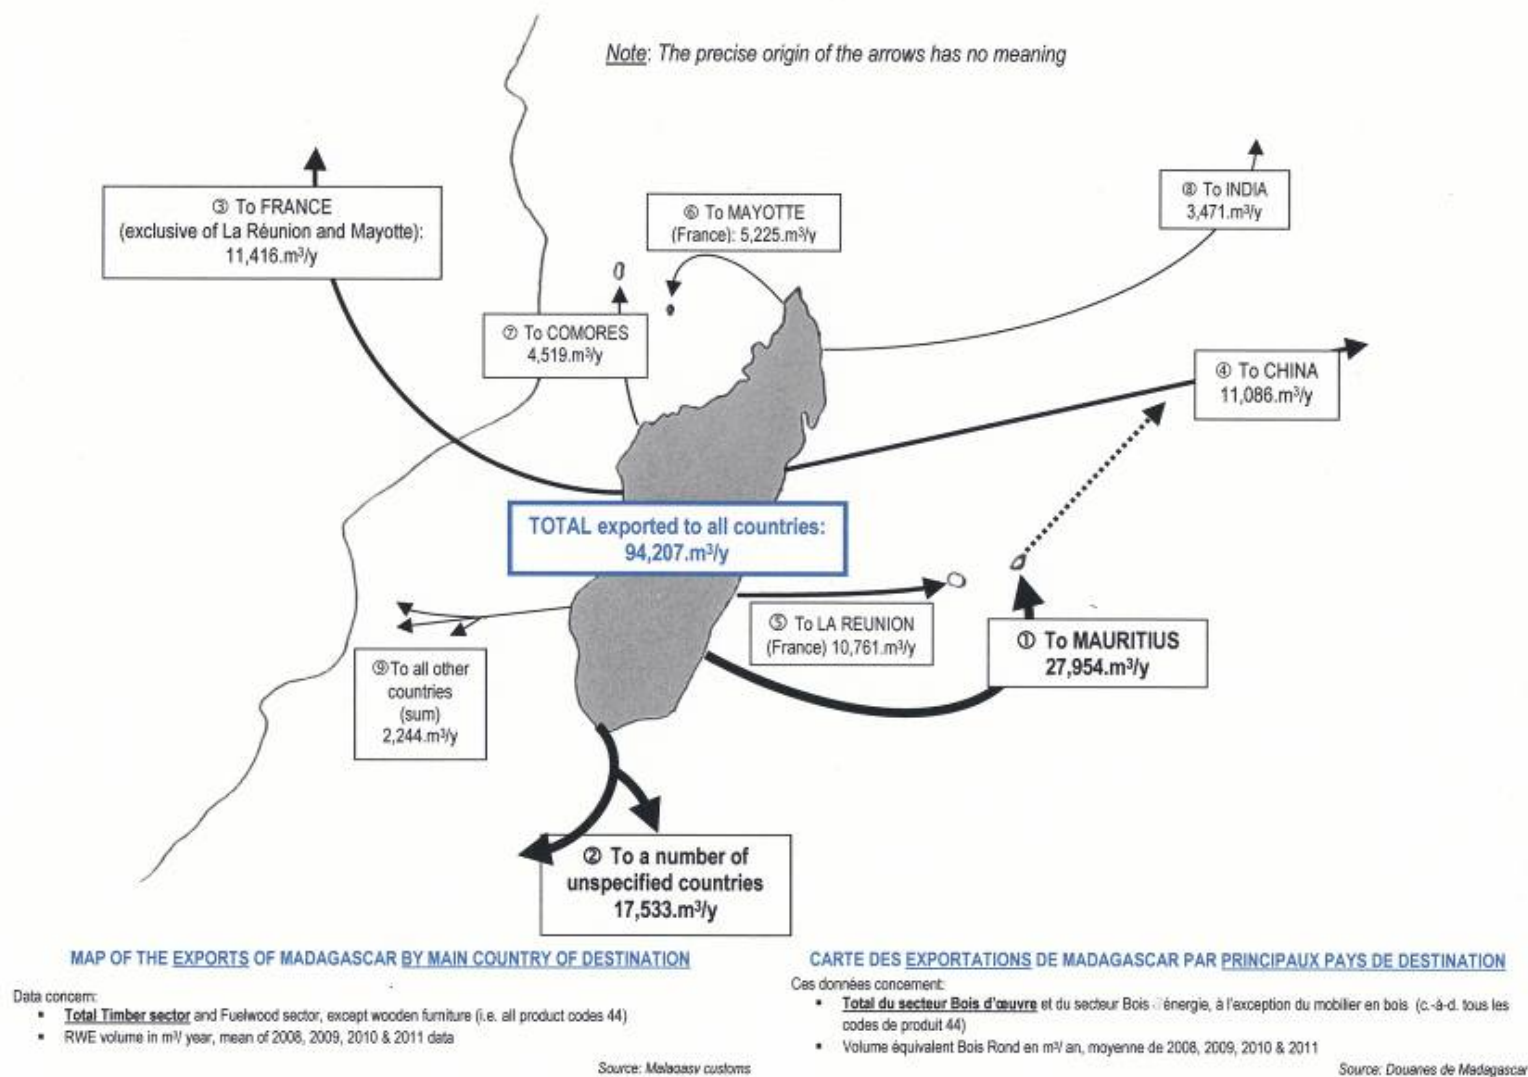 Note: The precise origin of the arrows has no meaning
③ To FRANCE
(exclusive of La Réunion and Mayotte):
11,416.m³/y
⑥ To MAYOTTE
(France): 5,225.m³/y
⑧ To INDIA
3,471.m³/y
⑦ To COMORES
4,519.m³/y
④ To CHINA
11,086.m³/y
TOTAL exported to all countries:
94,207.m³/y
⑤ To LA REUNION
(France) 10,761.m³/y
① To MAURITIUS
27,954.m³/y
⑨ To all other
countries
(sum)
2,244.m³/y
② To a number of
unspecified countries
17,533.m³/y
MAP OF THE EXPORTS OF MADAGASCAR BY MAIN COUNTRY OF DESTINATION
Data concern:
▪ Total Timber sector and Fuelwood sector, except wooden furniture (i.e. all product codes 44)
▪ RWE volume in m³/ year, mean of 2008, 2009, 2010 & 2011 data
Source: Malagasy customs
CARTE DES EXPORTATIONS DE MADAGASCAR PAR PRINCIPAUX PAYS DE DESTINATION
Ces données concernent:
▪ Total du secteur Bois d'œuvre et du secteur Bois énergie, à l'exception du mobilier en bois (c.-à-d. tous les
codes de produit 44)
▪ Volume équivalent Bois Rond en m³/ an, moyenne de 2008, 2009, 2010 & 2011
Source: Douanes de Madagascar